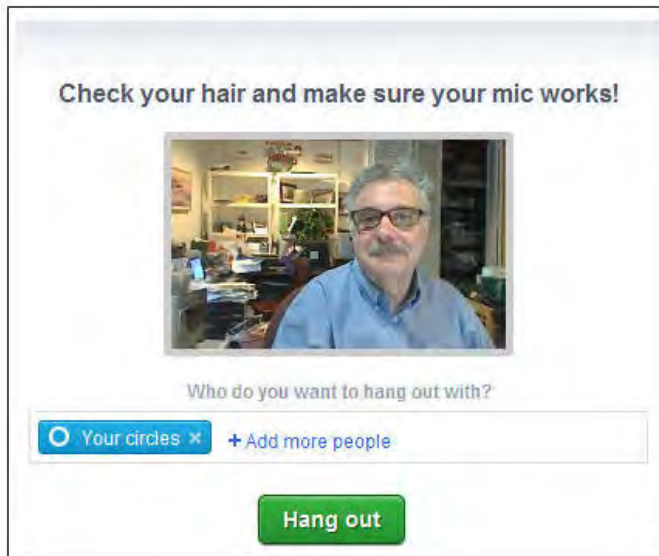 Check your hair and make sure your mic works!
Who do you want to hang out with?
Your circles × + Add more people
Hang out